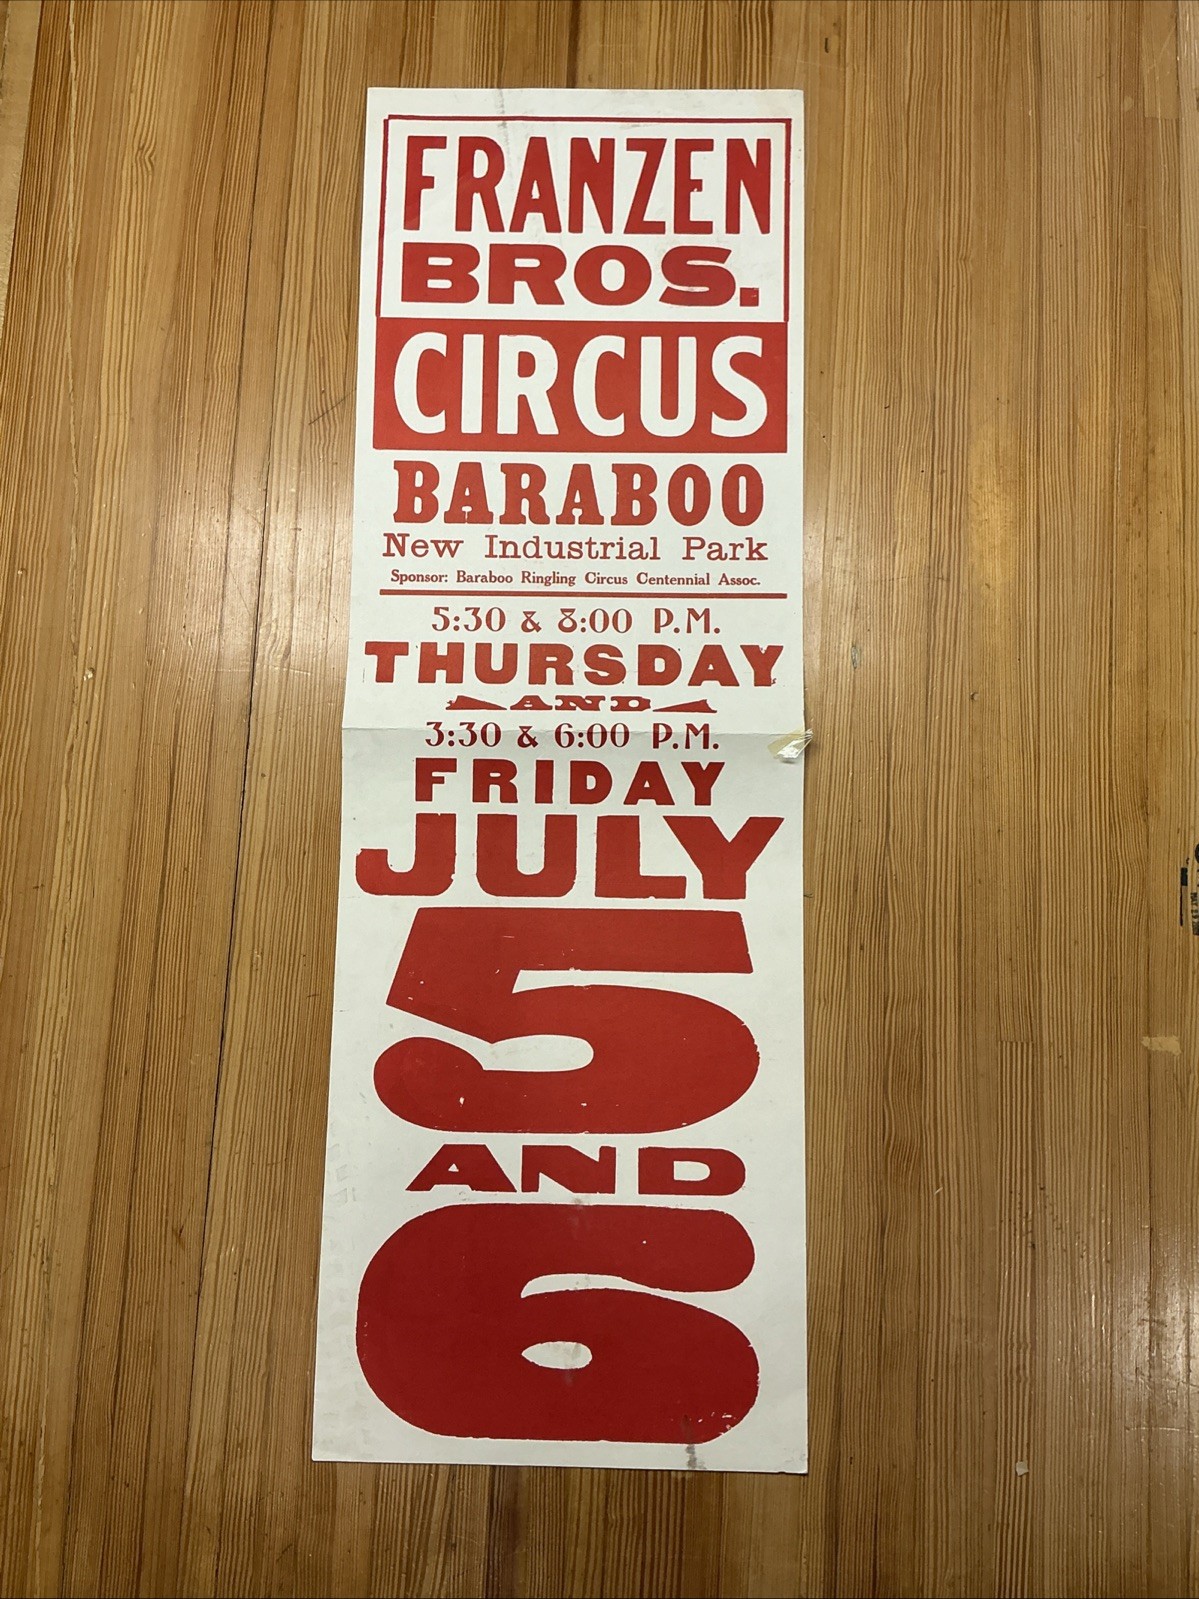 FRANZEN
BROS.
CIRCUS
BARABOO
New Industrial Park
Sponsor: Baraboo Ringling Circus Centennial Assoc.
5:30 & 8:00 P.M.
THURSDAY
AND
3:30 & 6:00 P.M.
FRIDAY
JULY
5
AND
6